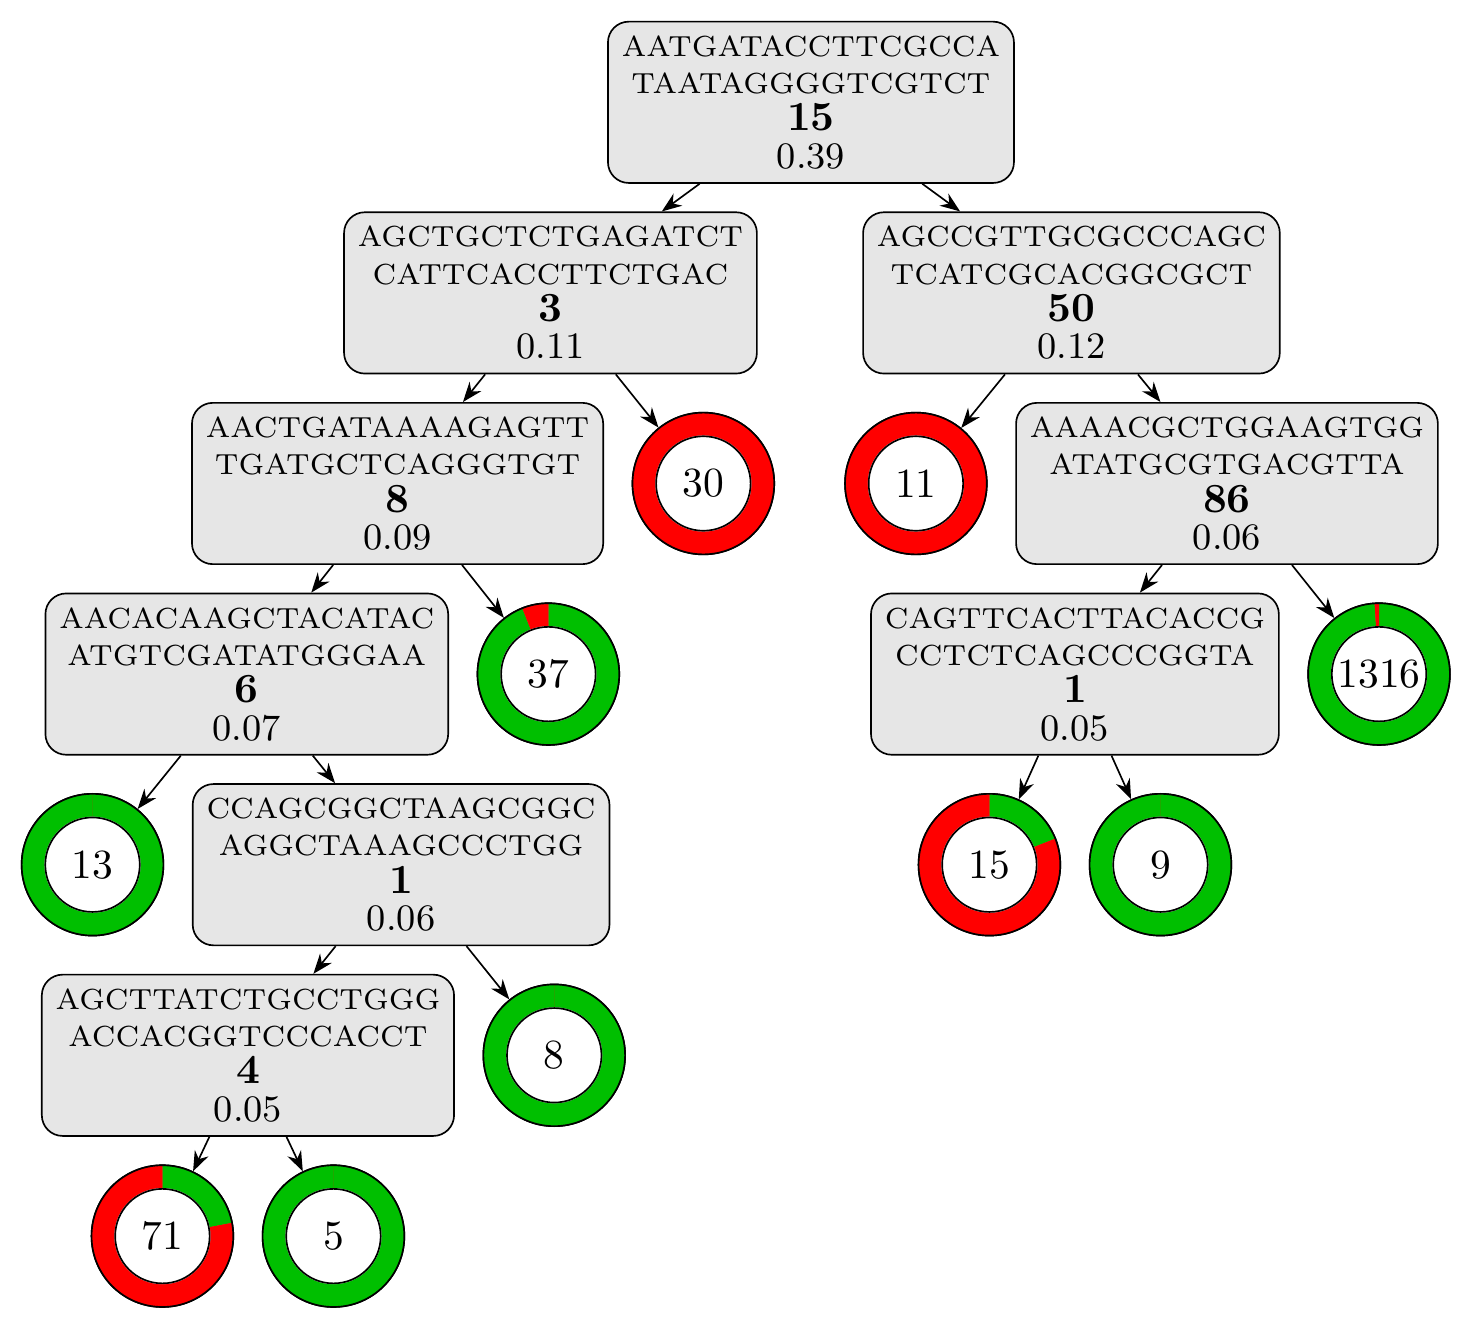 AATGATACCTTCGCCA
TAATAGGGGTCGTCT
15
0.39
AGCTGCTCTGAGATCT
CATTCACCTTCTGAC
3
0.11
AGCCGTTGCGCCCAGC
TCATCGCACGGCGCT
50
0.12
AACTGATAAAAGAGTT
TGATGCTCAGGGTGT
8
0.09
30
11
AAAACGCTGGAAGTGG
ATATGCGTGACGTTA
86
0.06
AACACAAGCTACATAC
ATGTCGATATGGGAA
6
0.07
37
CAGTTCACTTACACCG
CCTCTCAGCCCGGTA
1
0.05
1316
13
CCAGCGGCTAAGCGGC
AGGCTAAAGCCCTGG
1
0.06
15
9
AGCTTATCTGCCTGGG
ACCACGGTCCCACCT
4
0.05
8
71
5